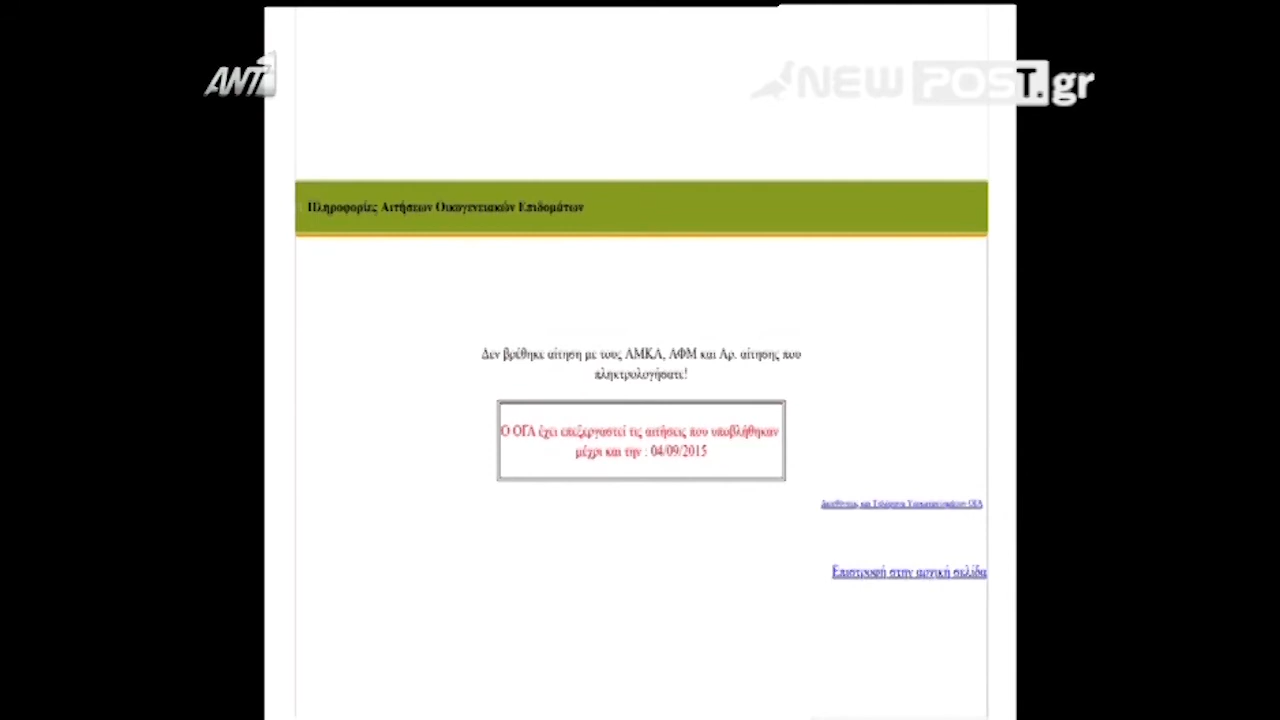 ANT1
NEWPOST.gr
Πληροφορίες Αιτήσεων Οικογενειακών Επιδομάτων
Δεν βρέθηκε αίτηση με τους ΑΜΚΑ, ΑΦΜ και Αρ. αίτησης που
πληκτρολογήσατε!
Ο ΟΓΑ έχει επεξεργαστεί τις αιτήσεις που υποβλήθηκαν
μέχρι και την : 04/09/2015
Επιστροφή στην αρχική σελίδα